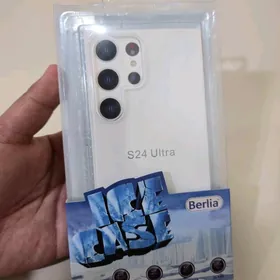 S24 Ultra
ICE
Berlia
CASE